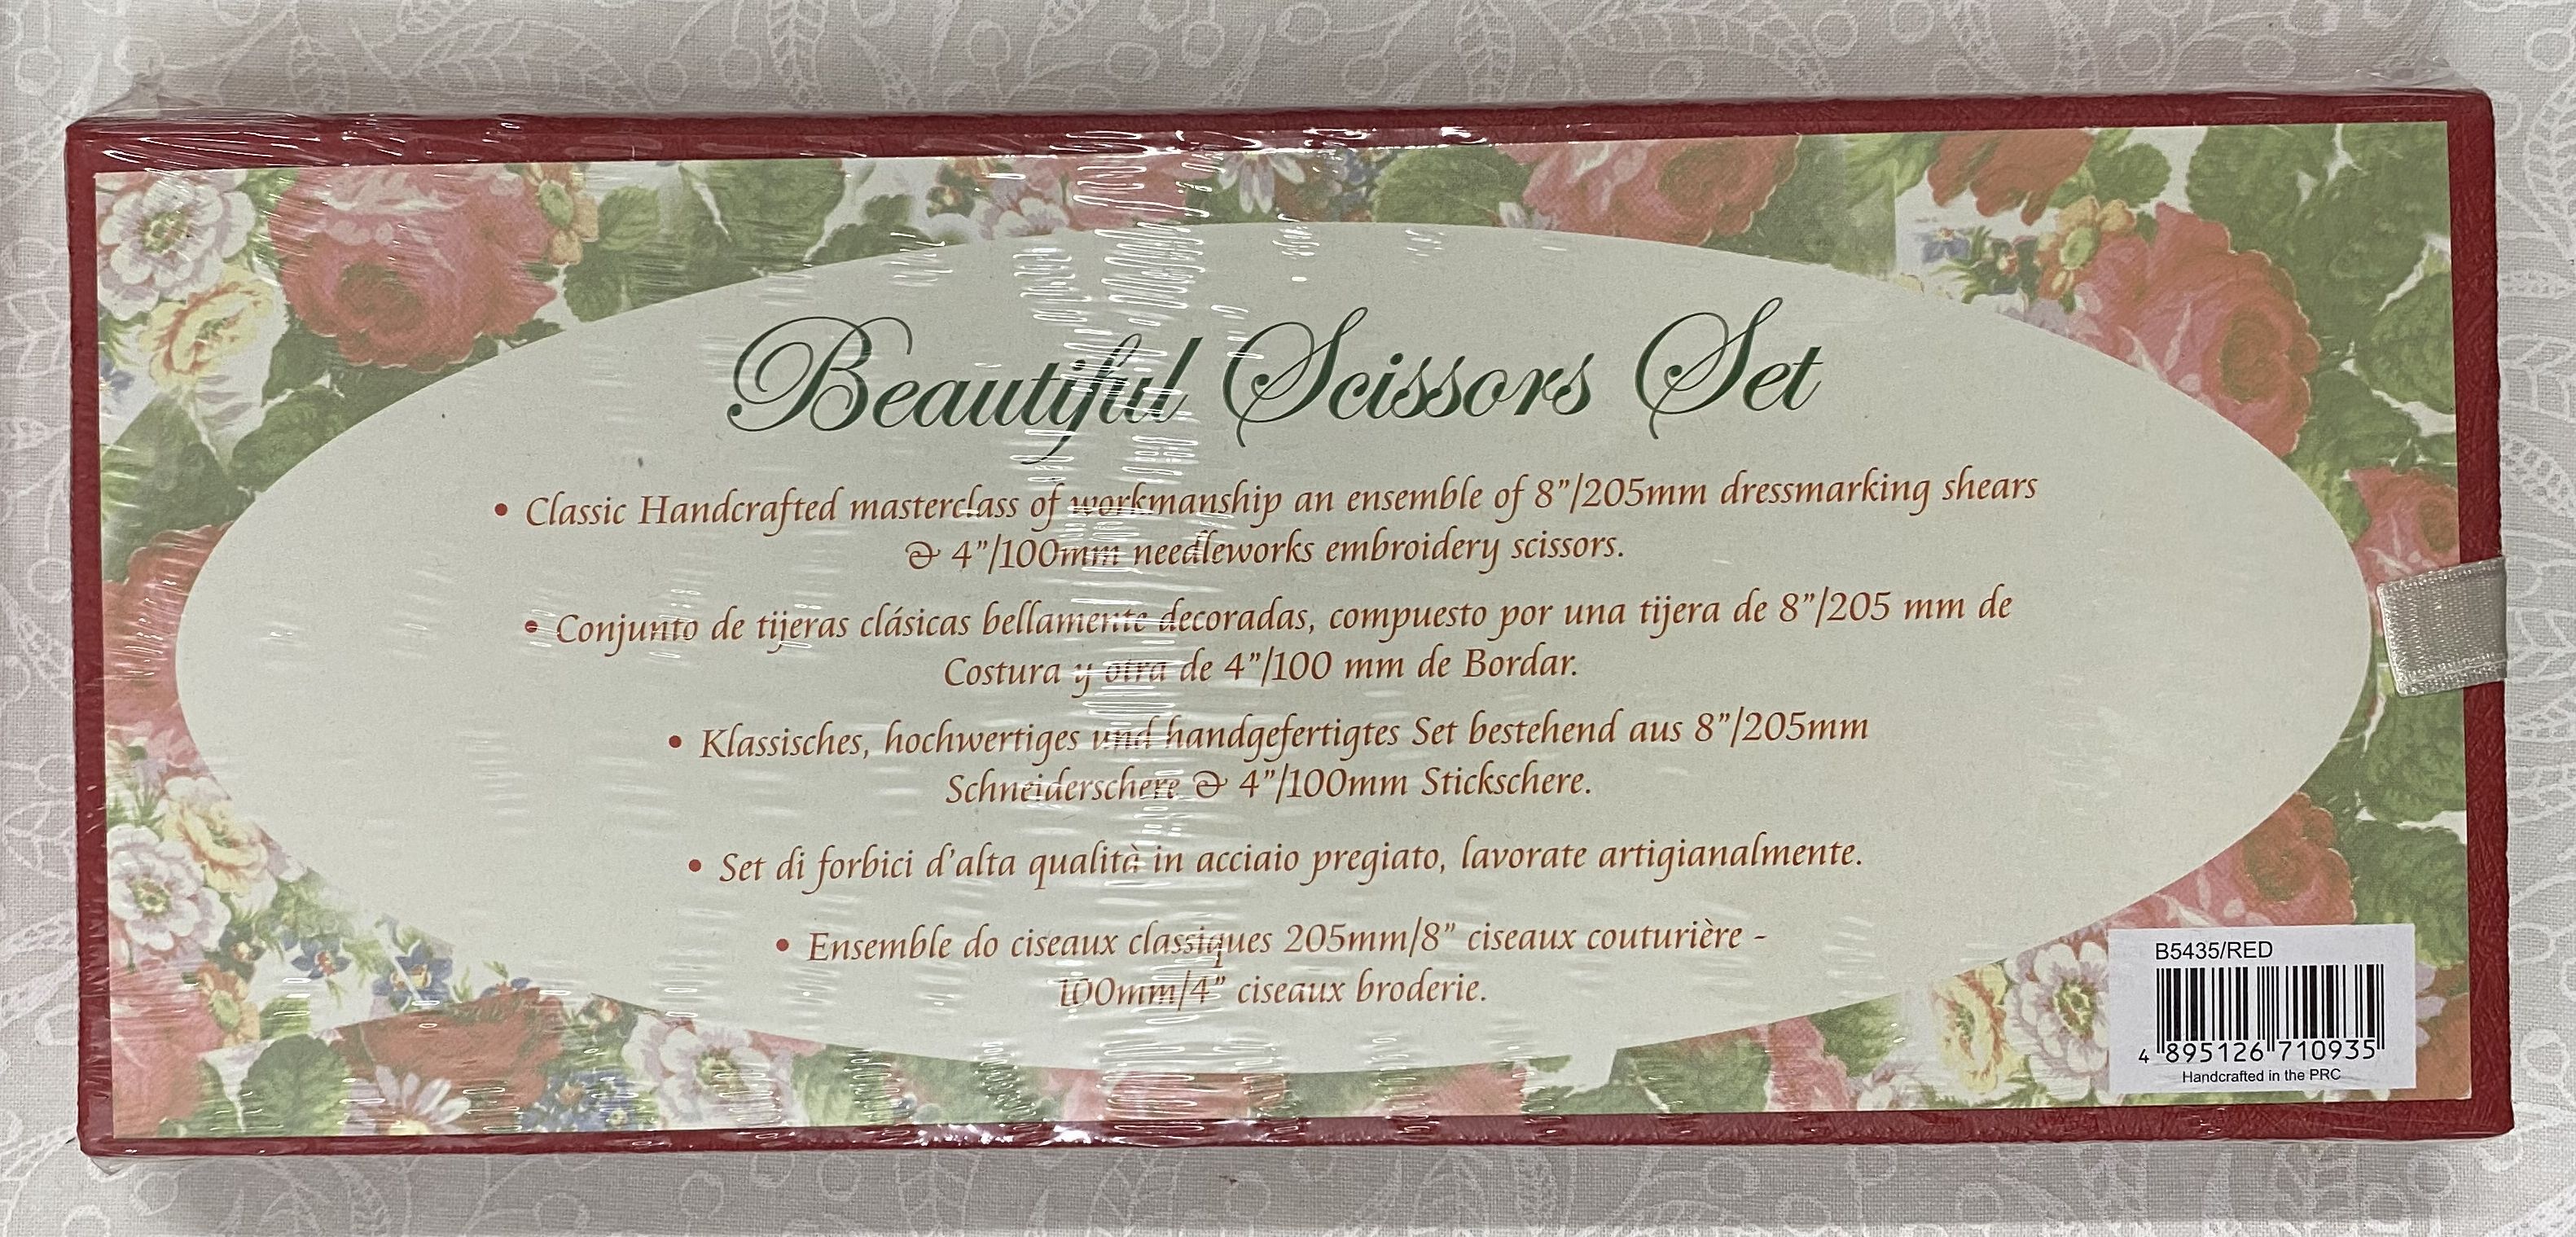 Beautiful Scissors Set
• Classic Handcrafted masterclass of workmanship an ensemble of 8”/205mm dressmarking shears
& 4”/100mm needleworks embroidery scissors.
• Conjunto de tijeras clásicas bellamente decoradas, compuesto por una tijera de 8”/205 mm de
Costura y otra de 4”/100 mm de Bordar.
• Klassisches, hochwertiges und handgefertigtes Set bestehend aus 8”/205mm
Schneiderschere & 4”/100mm Stickschere.
• Set di forbici d’alta qualità in acciaio pregiato, lavorate artigianalmente.
• Ensemble do ciseaux classiques 205mm/8” ciseaux couturière -
100mm/4” ciseaux broderie.
B5435/RED
4 895126 710935
Handcrafted in the PRC